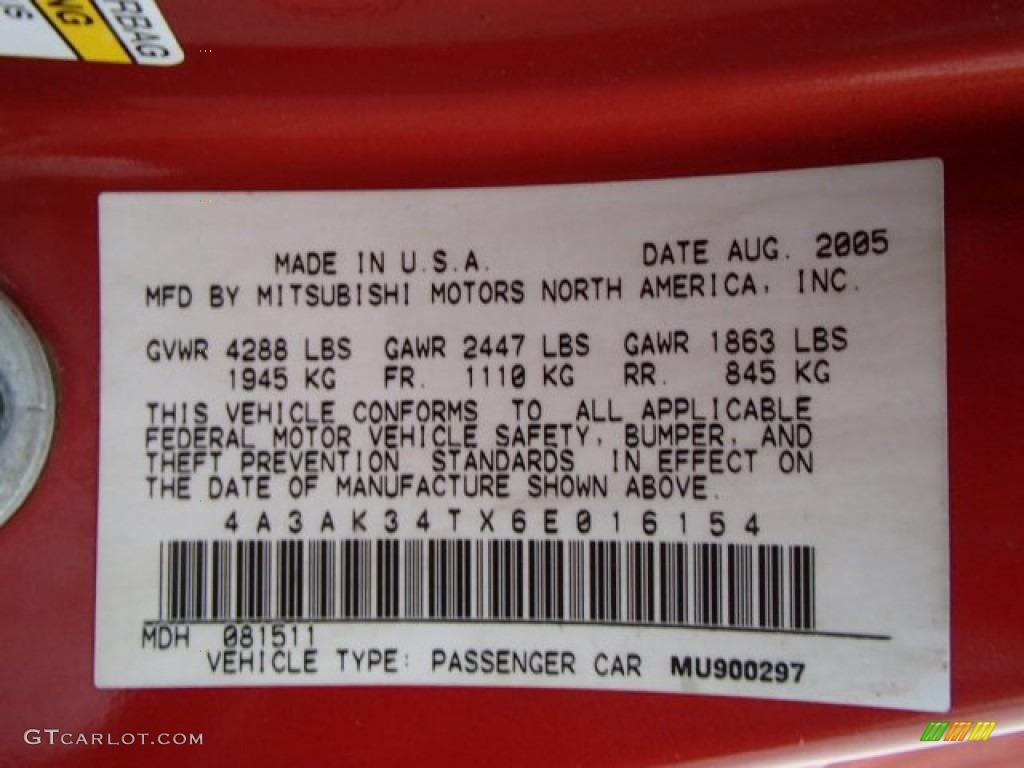 RBAG
NG
MADE IN U.S.A. DATE AUG. 2005
MFD BY MITSUBISHI MOTORS NORTH AMERICA, INC.
GVWR 4288 LBS GAWR 2447 LBS GAWR 1863 LBS
1945 KG FR. 1110 KG RR. 845 KG
THIS VEHICLE CONFORMS TO ALL APPLICABLE
FEDERAL MOTOR VEHICLE SAFETY, BUMPER, AND
THEFT PREVENTION STANDARDS IN EFFECT ON
THE DATE OF MANUFACTURE SHOWN ABOVE.
4A3AK34TX6E016154
MDH 081511
VEHICLE TYPE: PASSENGER CAR MU900297
GTCARLOT.COM